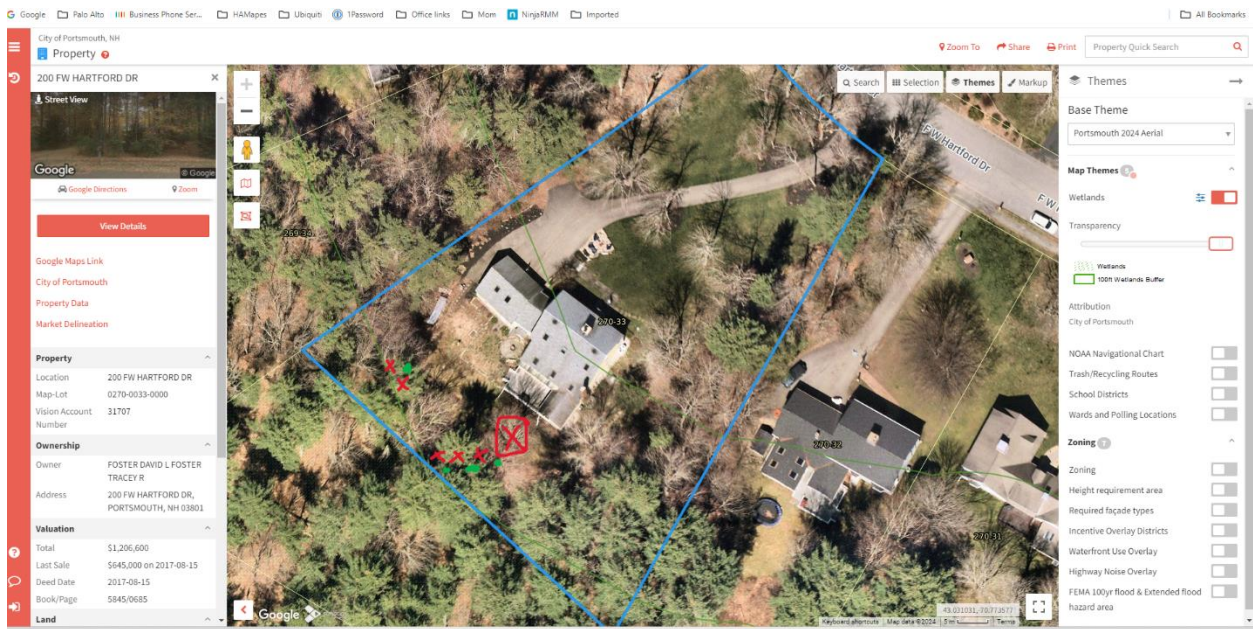 Google
Palo Alto
Business Phone Ser...
HAMapes
Ubiquiti
1Password
Office links
Mom
NinjaRMM
Imported
All Bookmarks
City of Portsmouth, NH
Property
Zoom To
Share
Print
Property Quick Search
200 FW HARTFORD DR
Street View
Google
© Google
Google Directions
Zoom
View Details
Google Maps Link
City of Portsmouth
Property Data
Market Delineation
Property
Location 200 FW HARTFORD DR
Map-Lot 0270-0033-0000
Vision Account 31707
Number
Ownership
Owner FOSTER DAVID L FOSTER
TRACEY R
Address 200 FW HARTFORD DR,
PORTSMOUTH, NH 03801
Valuation
Total $1,206,600
Last Sale $645,000 on 2017-08-15
Deed Date 2017-08-15
Book/Page 5845/0685
Land
Search
Selection
Themes
Markup
F W Hartford Dr
F W
270-33
270-32
270-31
Google
43.031031,-70.773577
Keyboard shortcuts Map data ©2024 5 m Terms
Themes
Base Theme
Portsmouth 2024 Aerial
Map Themes
Wetlands
Transparency
Wetlands
100ft Wetlands Buffer
Attribution
City of Portsmouth
NOAA Navigational Chart
Trash/Recycling Routes
School Districts
Wards and Polling Locations
Zoning
Zoning
Height requirement area
Required façade types
Incentive Overlay Districts
Waterfront Use Overlay
Highway Noise Overlay
FEMA 100yr flood & Extended flood
hazard area